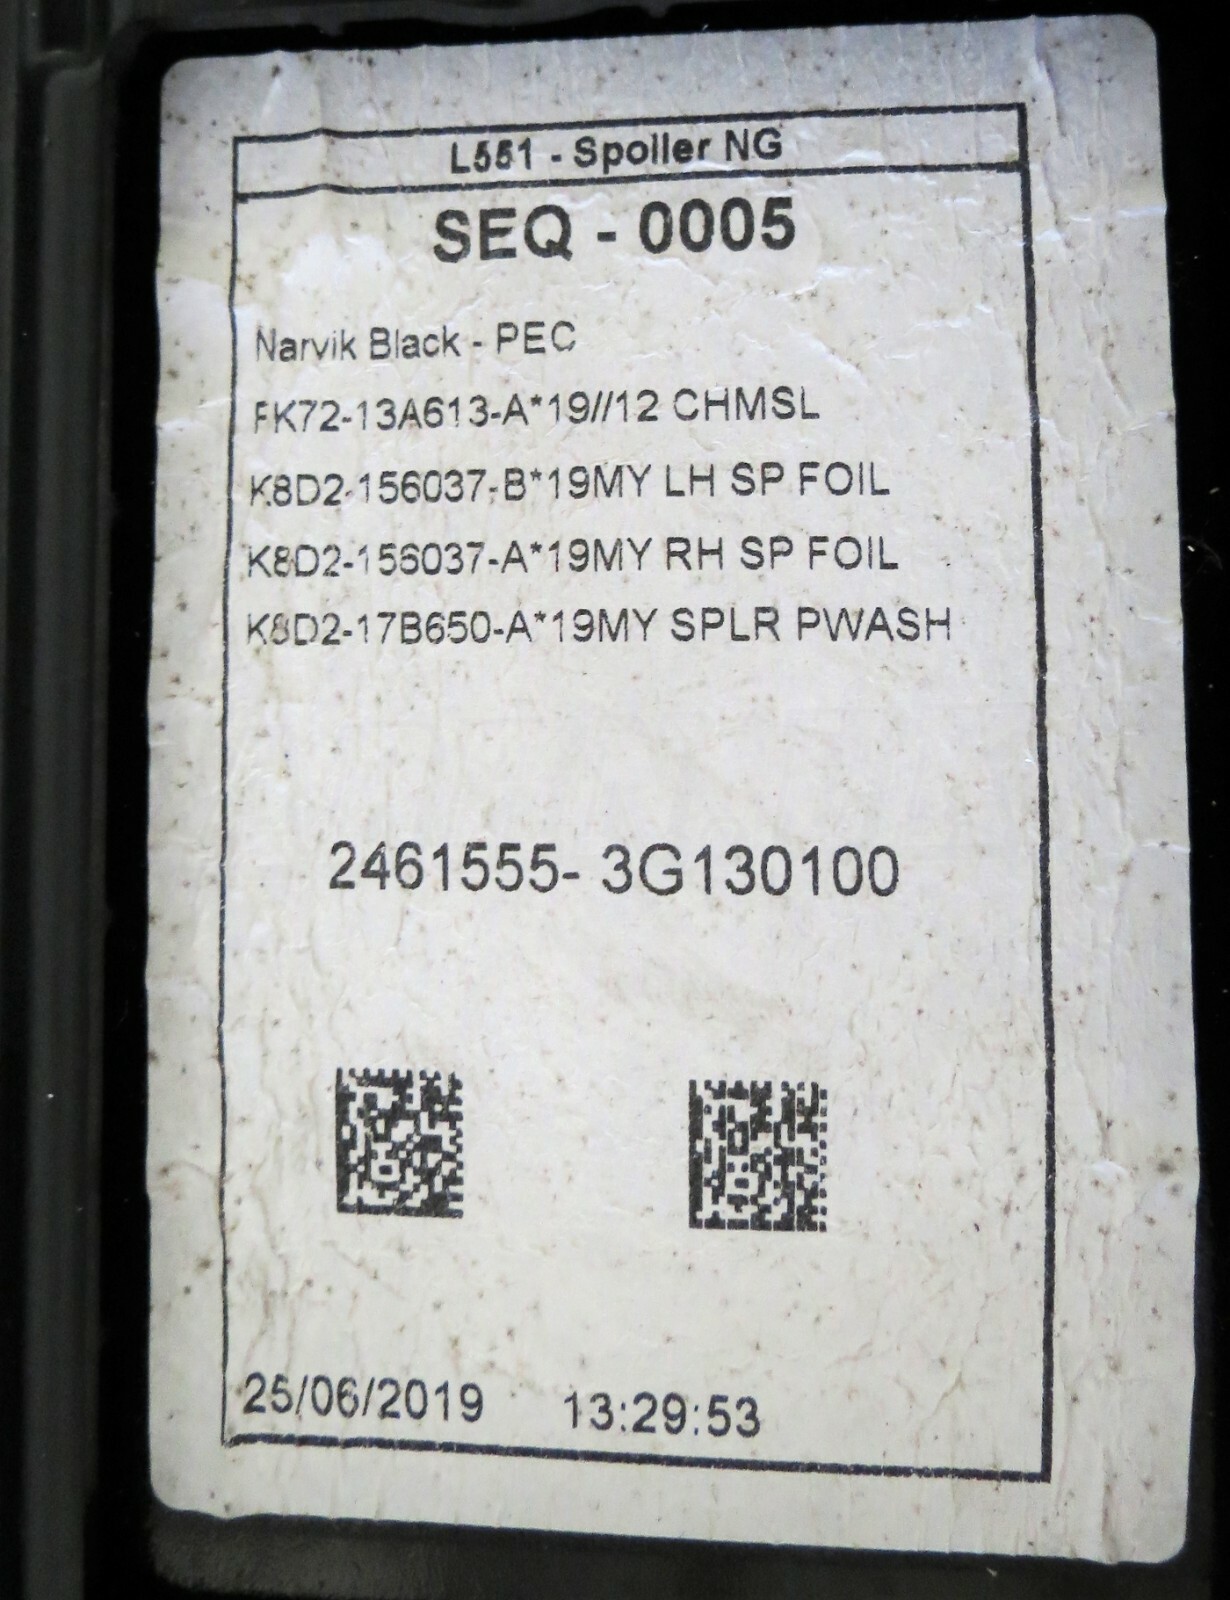 L551 - Spoiler NG
SEQ - 0005
Narvik Black - PEC
FK72-13A613-A*19//12 CHMSL
K8D2-156037-B*19MY LH SP FOIL
K8D2-156037-A*19MY RH SP FOIL
K8D2-17B650-A*19MY SPLR PWASH
2461555- 3G130100
25/06/2019 13:29:53